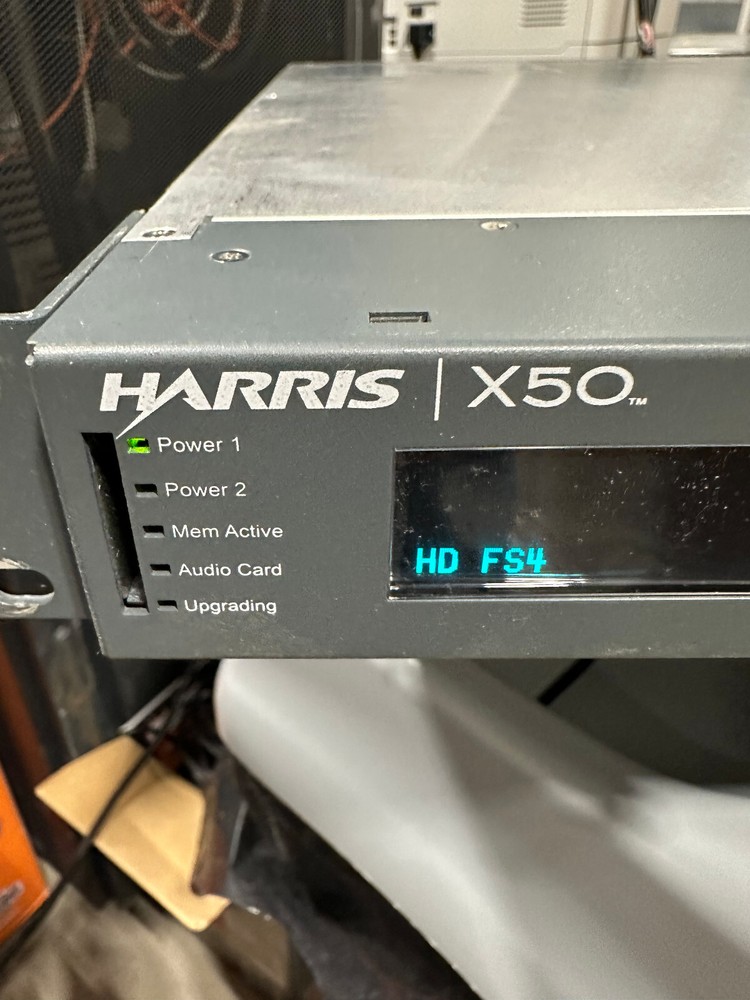 HARRIS | X50™
Power 1
Power 2
Mem Active
Audio Card
Upgrading
HD FS4